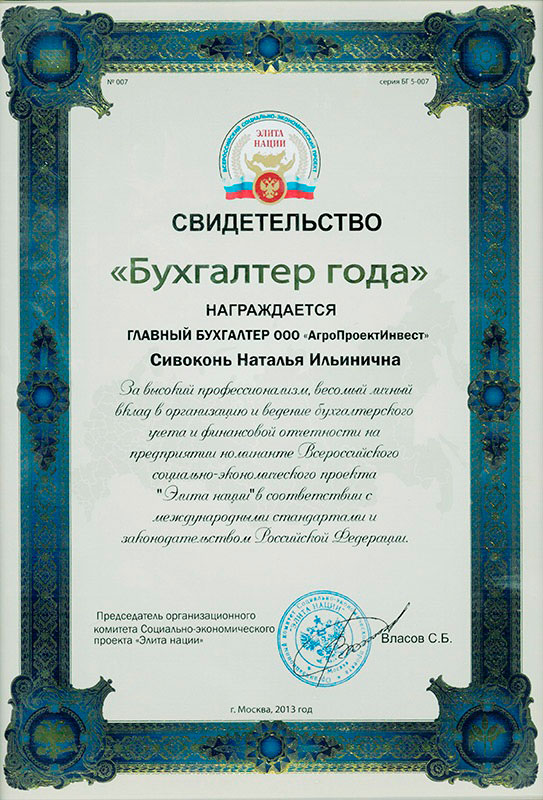 № 007
серия БГ 5-007
ВСЕРОССИЙСКИЙ СОЦИАЛЬНО-ЭКОНОМИЧЕСКИЙ ПРОЕКТ
ЭЛИТА
НАЦИИ
СВИДЕТЕЛЬСТВО
«Бухгалтер года»
НАГРАЖДАЕТСЯ
ГЛАВНЫЙ БУХГАЛТЕР ООО «АгроПроектИнвест»
Сивоконь Наталья Ильинична
За высокий профессионализм, весомый личный
вклад в организацию и ведение бухгалтерского
учета и финансовой отчетности на
предприятии номинанте Всероссийского
социально-экономического проекта
"Элита нации"в соответствии с
международными стандартами и
законодательством Российской Федерации.
Председатель организационного
комитета Социально-экономического
проекта «Элита нации»
"ЭЛИТА НАЦИИ"
Москва
Власов С.Б.
г. Москва, 2013 год